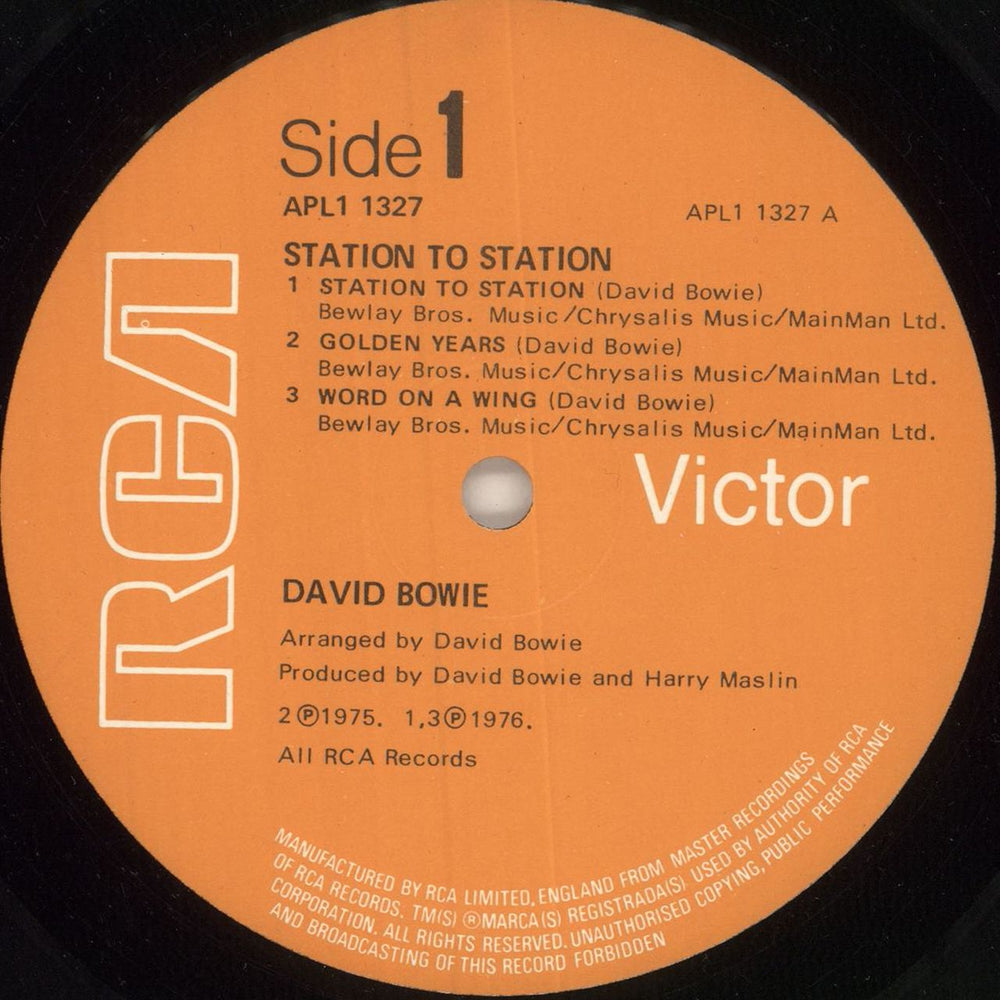 Side 1
APL1 1327
APL1 1327 A
STATION TO STATION
1 STATION TO STATION (David Bowie)
Bewlay Bros. Music/Chrysalis Music/MainMan Ltd.
2 GOLDEN YEARS (David Bowie)
Bewlay Bros. Music/Chrysalis Music/MainMan Ltd.
3 WORD ON A WING (David Bowie)
Bewlay Bros. Music/Chrysalis Music/MainMan Ltd.
RCA
Victor
DAVID BOWIE
Arranged by David Bowie
Produced by David Bowie and Harry Maslin
2 ℗ 1975. 1,3 ℗ 1976.
All RCA Records
MANUFACTURED BY RCA LIMITED, ENGLAND FROM MASTER RECORDINGS
OF RCA RECORDS. TM(S) ® MARCA(S) REGISTRADA(S) USED BY AUTHORITY OF RCA
CORPORATION. ALL RIGHTS RESERVED. UNAUTHORISED COPYING, PUBLIC PERFORMANCE
AND BROADCASTING OF THIS RECORD FORBIDDEN